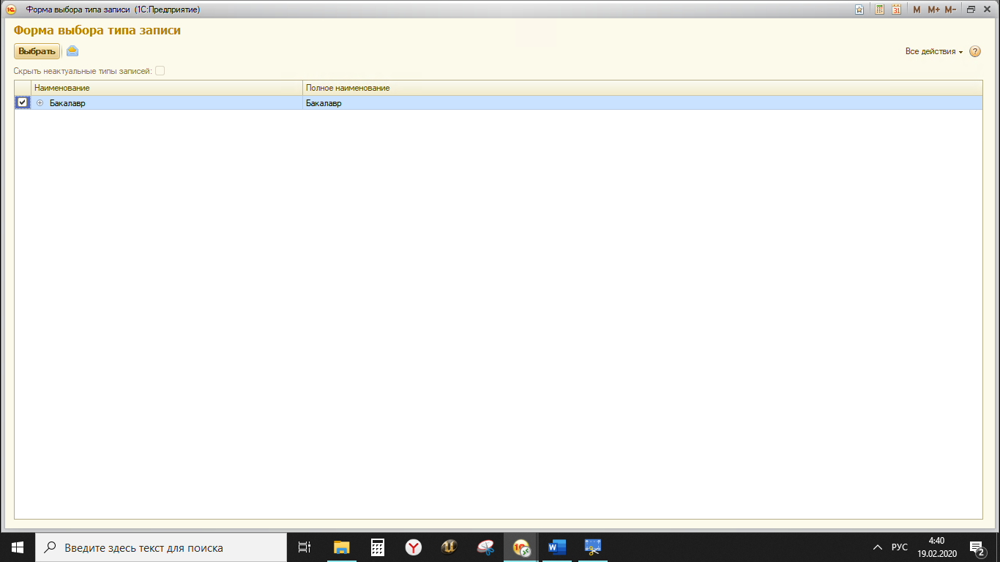 Форма выбора типа записи (1С:Предприятие)
31 M M+ M-
Форма выбора типа записи
Выбрать
Все действия
?
Скрыть неактуальные типы записей:
Наименование Полное наименование
Бакалавр Бакалавр
Введите здесь текст для поиска
РУС
4:40
19.02.2020
2